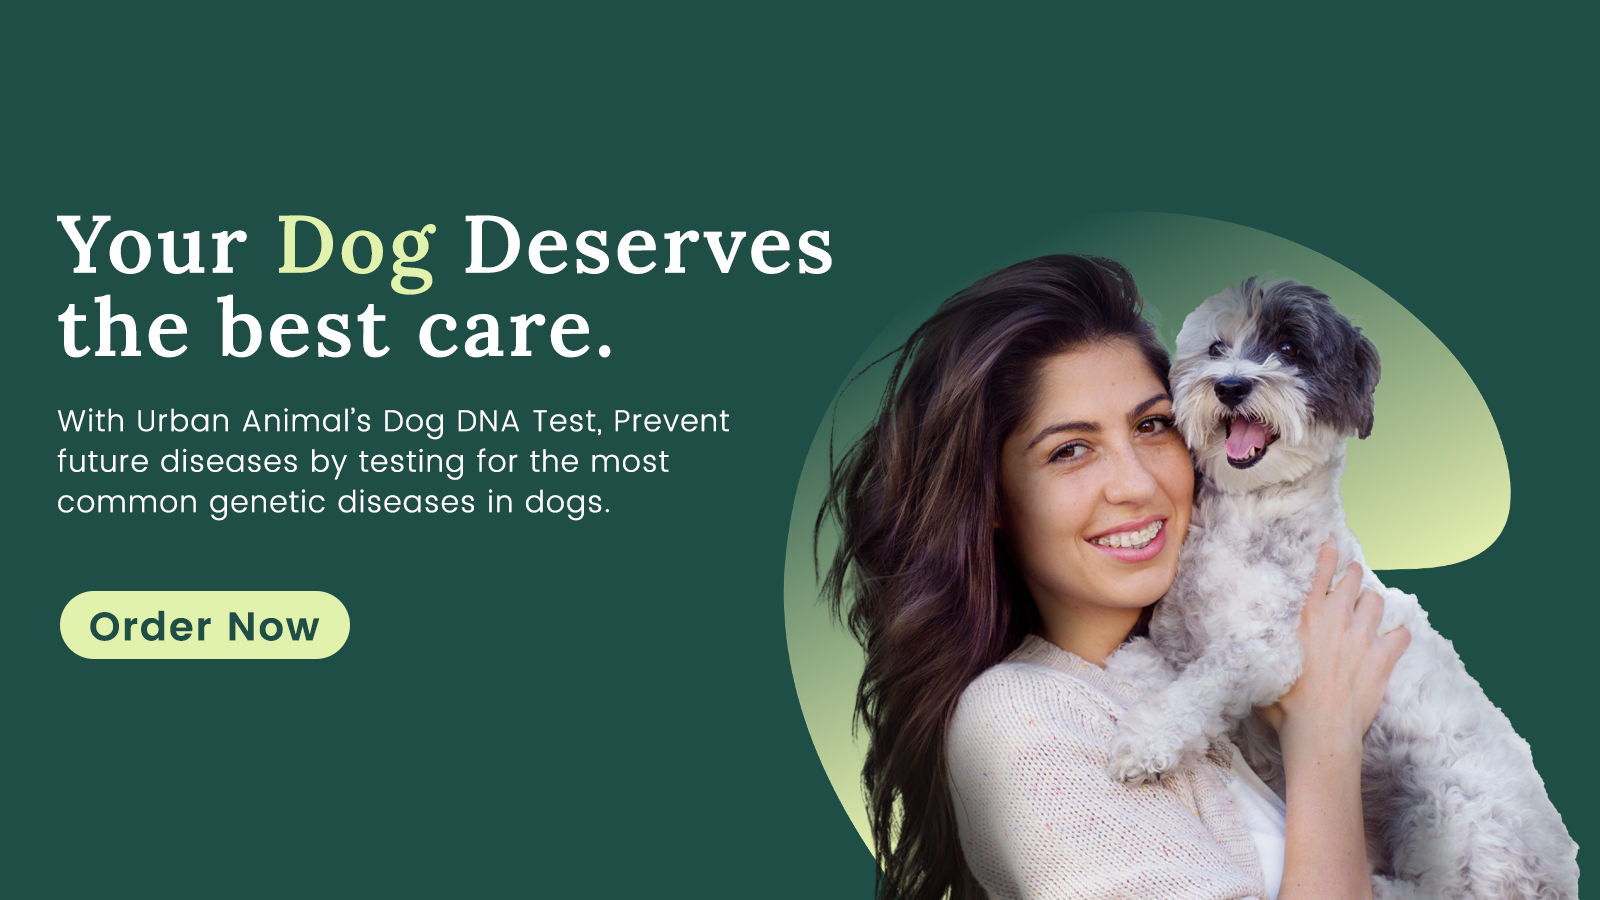 Your Dog Deserves
the best care.
With Urban Animal’s Dog DNA Test, Prevent
future diseases by testing for the most
common genetic diseases in dogs.
Order Now